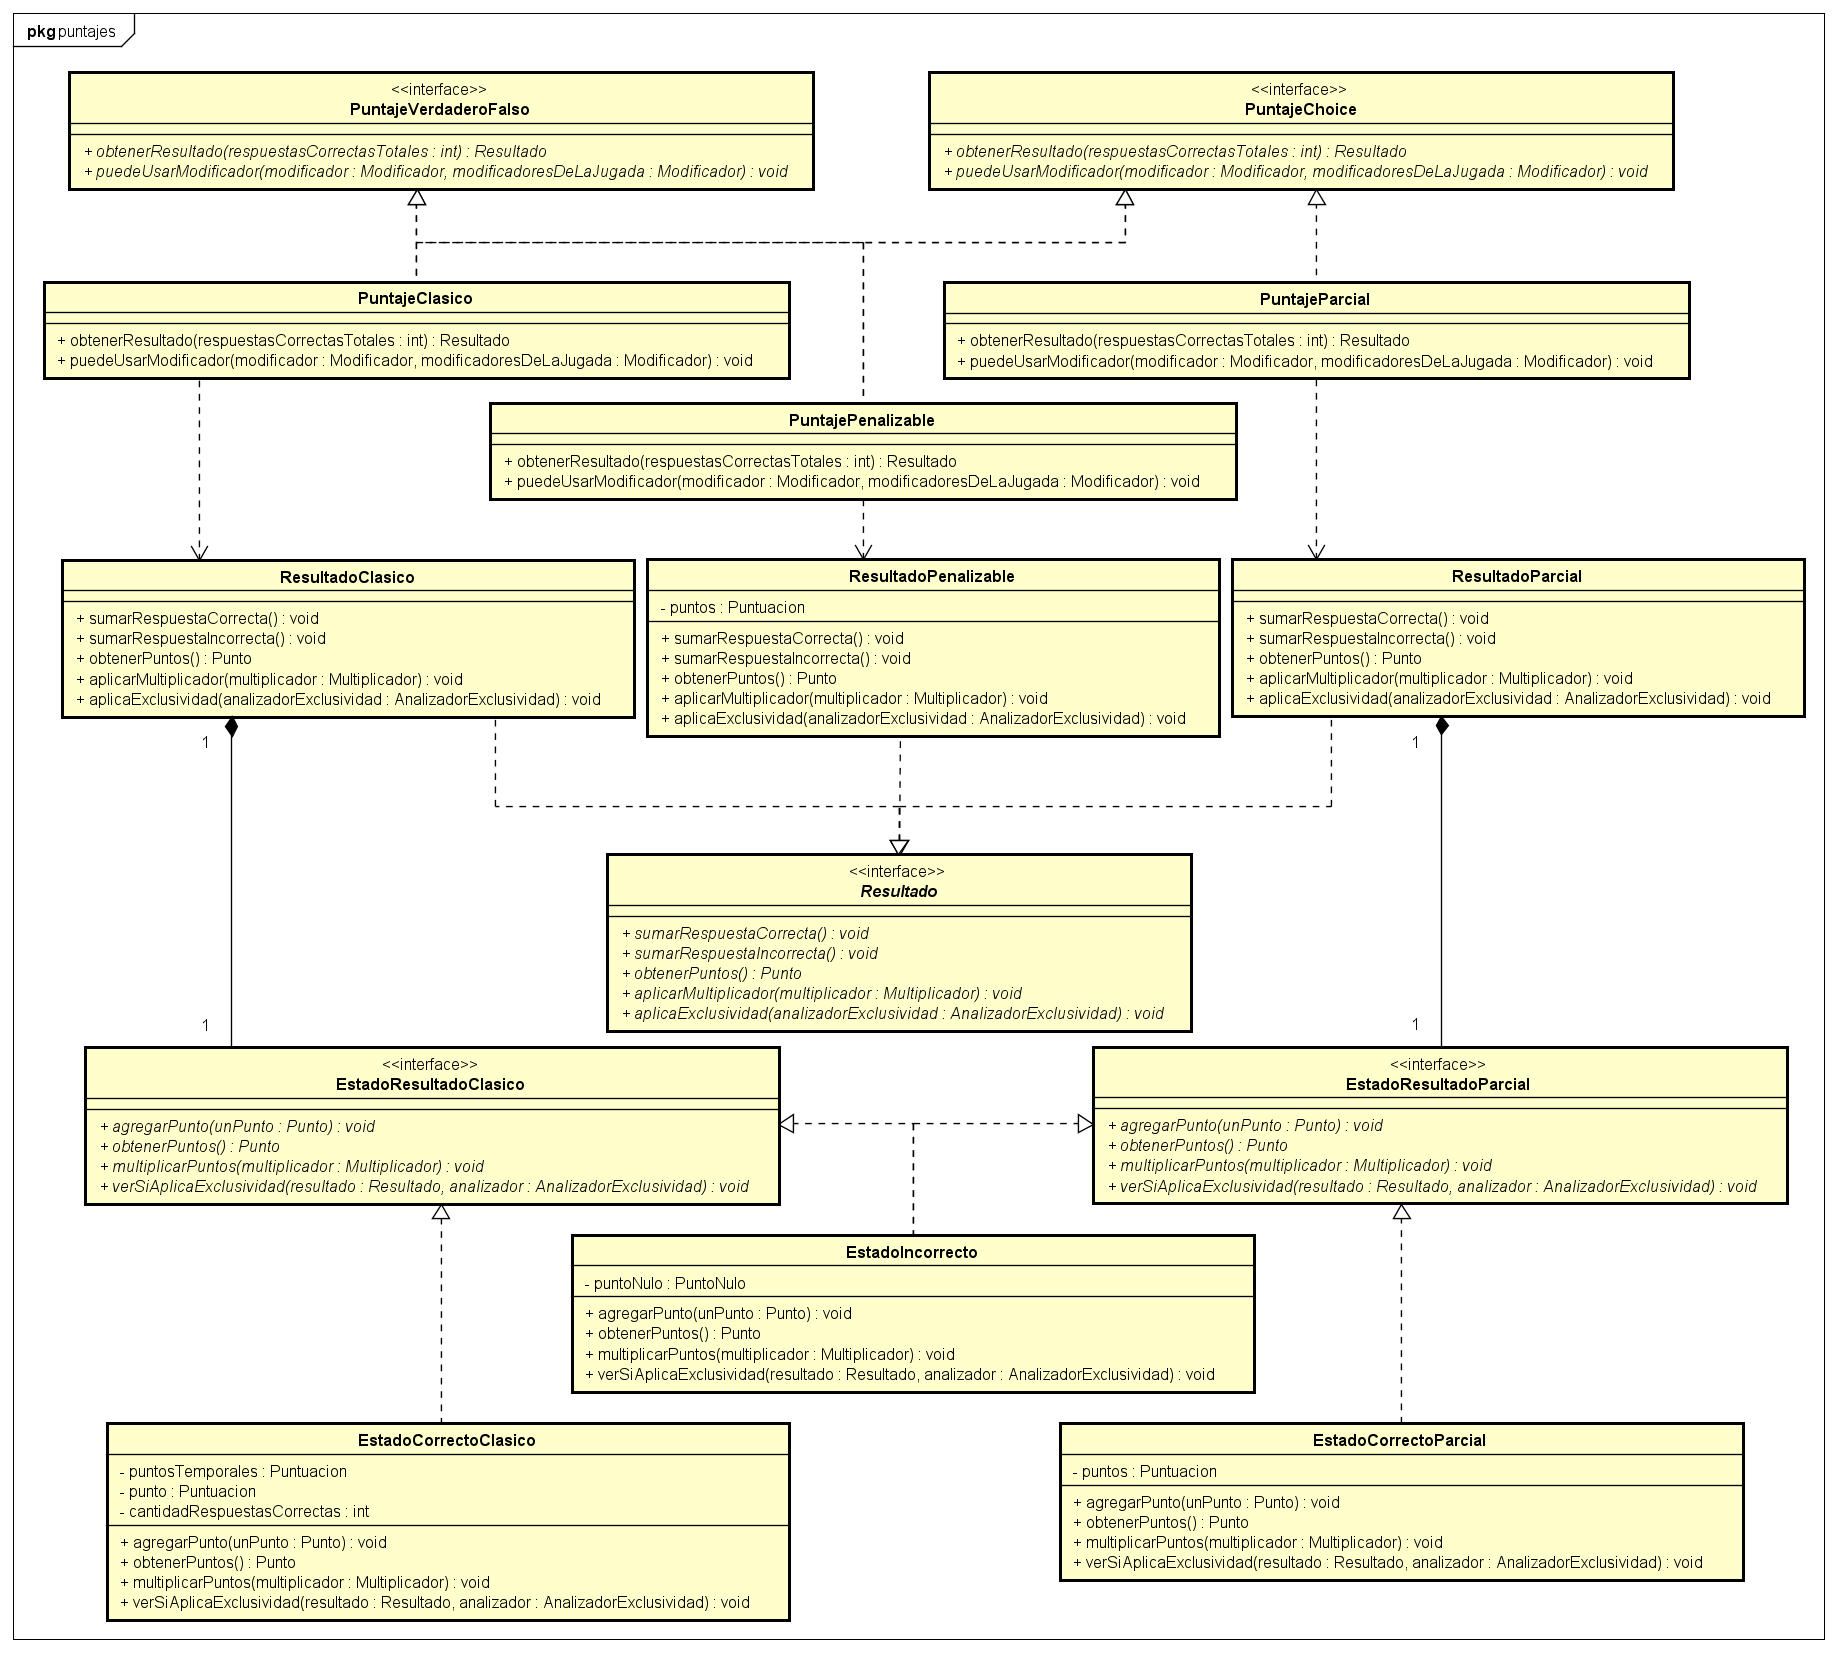 pkg puntajes
<<interface>>
PuntajeVerdaderoFalso
+ obtenerResultado(respuestasCorrectasTotales : int) : Resultado
+ puedeUsarModificador(modificador : Modificador, modificadoresDeLaJugada : Modificador) : void
<<interface>>
PuntajeChoice
+ obtenerResultado(respuestasCorrectasTotales : int) : Resultado
+ puedeUsarModificador(modificador : Modificador, modificadoresDeLaJugada : Modificador) : void
PuntajeClasico
+ obtenerResultado(respuestasCorrectasTotales : int) : Resultado
+ puedeUsarModificador(modificador : Modificador, modificadoresDeLaJugada : Modificador) : void
PuntajeParcial
+ obtenerResultado(respuestasCorrectasTotales : int) : Resultado
+ puedeUsarModificador(modificador : Modificador, modificadoresDeLaJugada : Modificador) : void
PuntajePenalizable
+ obtenerResultado(respuestasCorrectasTotales : int) : Resultado
+ puedeUsarModificador(modificador : Modificador, modificadoresDeLaJugada : Modificador) : void
ResultadoClasico
+ sumarRespuestaCorrecta() : void
+ sumarRespuestaIncorrecta() : void
+ obtenerPuntos() : Punto
+ aplicarMultiplicador(multiplicador : Multiplicador) : void
+ aplicaExclusividad(analizadorExclusividad : AnalizadorExclusividad) : void
ResultadoPenalizable
- puntos : Puntuacion
+ sumarRespuestaCorrecta() : void
+ sumarRespuestaIncorrecta() : void
+ obtenerPuntos() : Punto
+ aplicarMultiplicador(multiplicador : Multiplicador) : void
+ aplicaExclusividad(analizadorExclusividad : AnalizadorExclusividad) : void
ResultadoParcial
+ sumarRespuestaCorrecta() : void
+ sumarRespuestaIncorrecta() : void
+ obtenerPuntos() : Punto
+ aplicarMultiplicador(multiplicador : Multiplicador) : void
+ aplicaExclusividad(analizadorExclusividad : AnalizadorExclusividad) : void
1
1
<<interface>>
Resultado
+ sumarRespuestaCorrecta() : void
+ sumarRespuestaIncorrecta() : void
+ obtenerPuntos() : Punto
+ aplicarMultiplicador(multiplicador : Multiplicador) : void
+ aplicaExclusividad(analizadorExclusividad : AnalizadorExclusividad) : void
1
1
<<interface>>
EstadoResultadoClasico
+ agregarPunto(unPunto : Punto) : void
+ obtenerPuntos() : Punto
+ multiplicarPuntos(multiplicador : Multiplicador) : void
+ verSiAplicaExclusividad(resultado : Resultado, analizador : AnalizadorExclusividad) : void
<<interface>>
EstadoResultadoParcial
+ agregarPunto(unPunto : Punto) : void
+ obtenerPuntos() : Punto
+ multiplicarPuntos(multiplicador : Multiplicador) : void
+ verSiAplicaExclusividad(resultado : Resultado, analizador : AnalizadorExclusividad) : void
EstadoIncorrecto
- puntoNulo : PuntoNulo
+ agregarPunto(unPunto : Punto) : void
+ obtenerPuntos() : Punto
+ multiplicarPuntos(multiplicador : Multiplicador) : void
+ verSiAplicaExclusividad(resultado : Resultado, analizador : AnalizadorExclusividad) : void
EstadoCorrectoClasico
- puntosTemporales : Puntuacion
- punto : Puntuacion
- cantidadRespuestasCorrectas : int
+ agregarPunto(unPunto : Punto) : void
+ obtenerPuntos() : Punto
+ multiplicarPuntos(multiplicador : Multiplicador) : void
+ verSiAplicaExclusividad(resultado : Resultado, analizador : AnalizadorExclusividad) : void
EstadoCorrectoParcial
- puntos : Puntuacion
+ agregarPunto(unPunto : Punto) : void
+ obtenerPuntos() : Punto
+ multiplicarPuntos(multiplicador : Multiplicador) : void
+ verSiAplicaExclusividad(resultado : Resultado, analizador : AnalizadorExclusividad) : void